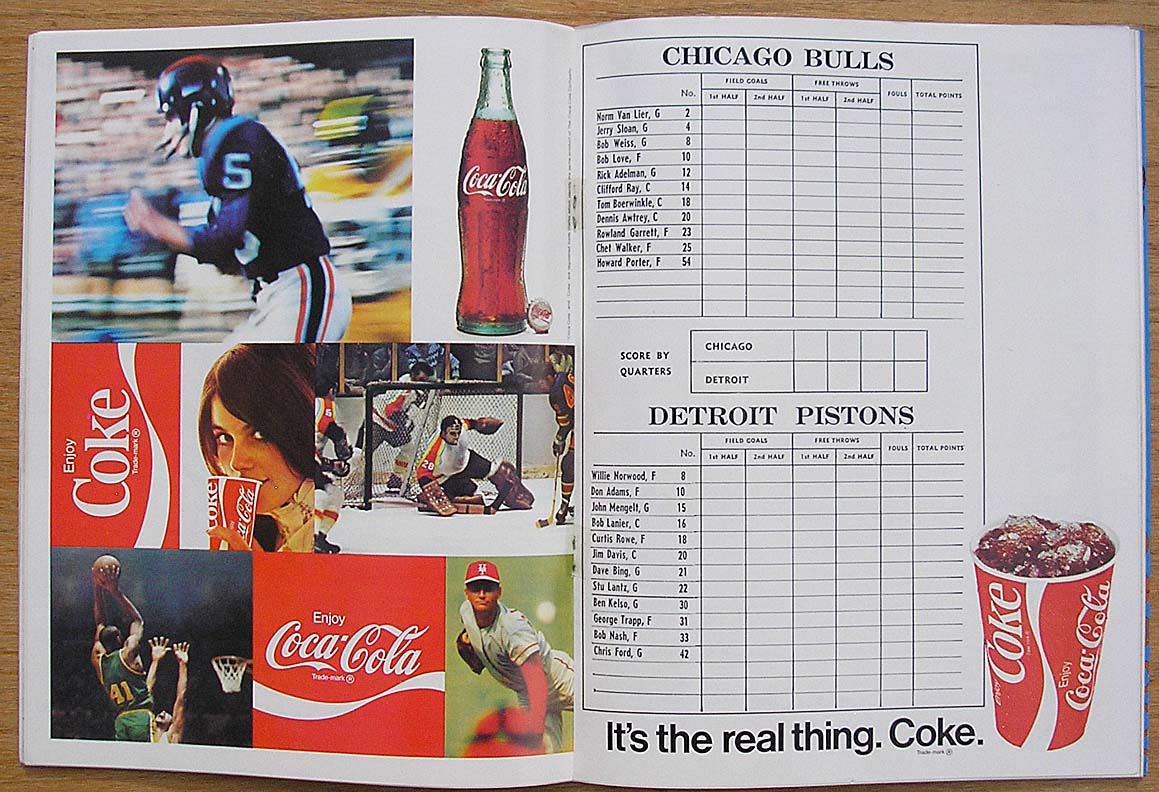 5
Coca-Cola
Trade-mark ®
Enjoy
Coke
Trade-mark ®
Coke
Coca-Cola
28
41
Enjoy
Coca-Cola
Trade-mark ®
CHICAGO BULLS
No. FIELD GOALS FREE THROWS FOULS TOTAL POINTS
1st HALF 2nd HALF 1st HALF 2nd HALF
Norm Van Lier, G 2
Jerry Sloan, G 4
Bob Weiss, G 8
Bob Love, F 10
Rick Adelman, G 12
Clifford Ray, C 14
Tom Boerwinkle, C 18
Dennis Awtrey, C 20
Rowland Garrett, F 23
Chet Walker, F 25
Howard Porter, F 54
SCORE BY
QUARTERS
CHICAGO
DETROIT
DETROIT PISTONS
No. FIELD GOALS FREE THROWS FOULS TOTAL POINTS
1st HALF 2nd HALF 1st HALF 2nd HALF
Willie Norwood, F 8
Don Adams, F 10
John Mengelt, G 15
Bob Lanier, C 16
Curtis Rowe, F 18
Jim Davis, C 20
Dave Bing, G 21
Stu Lantz, G 22
Ben Kelso, G 30
George Trapp, F 31
Bob Nash, F 33
Chris Ford, G 42
Enjoy
Coke
Enjoy
Coca-Cola
It's the real thing. Coke.
Trade-mark ®